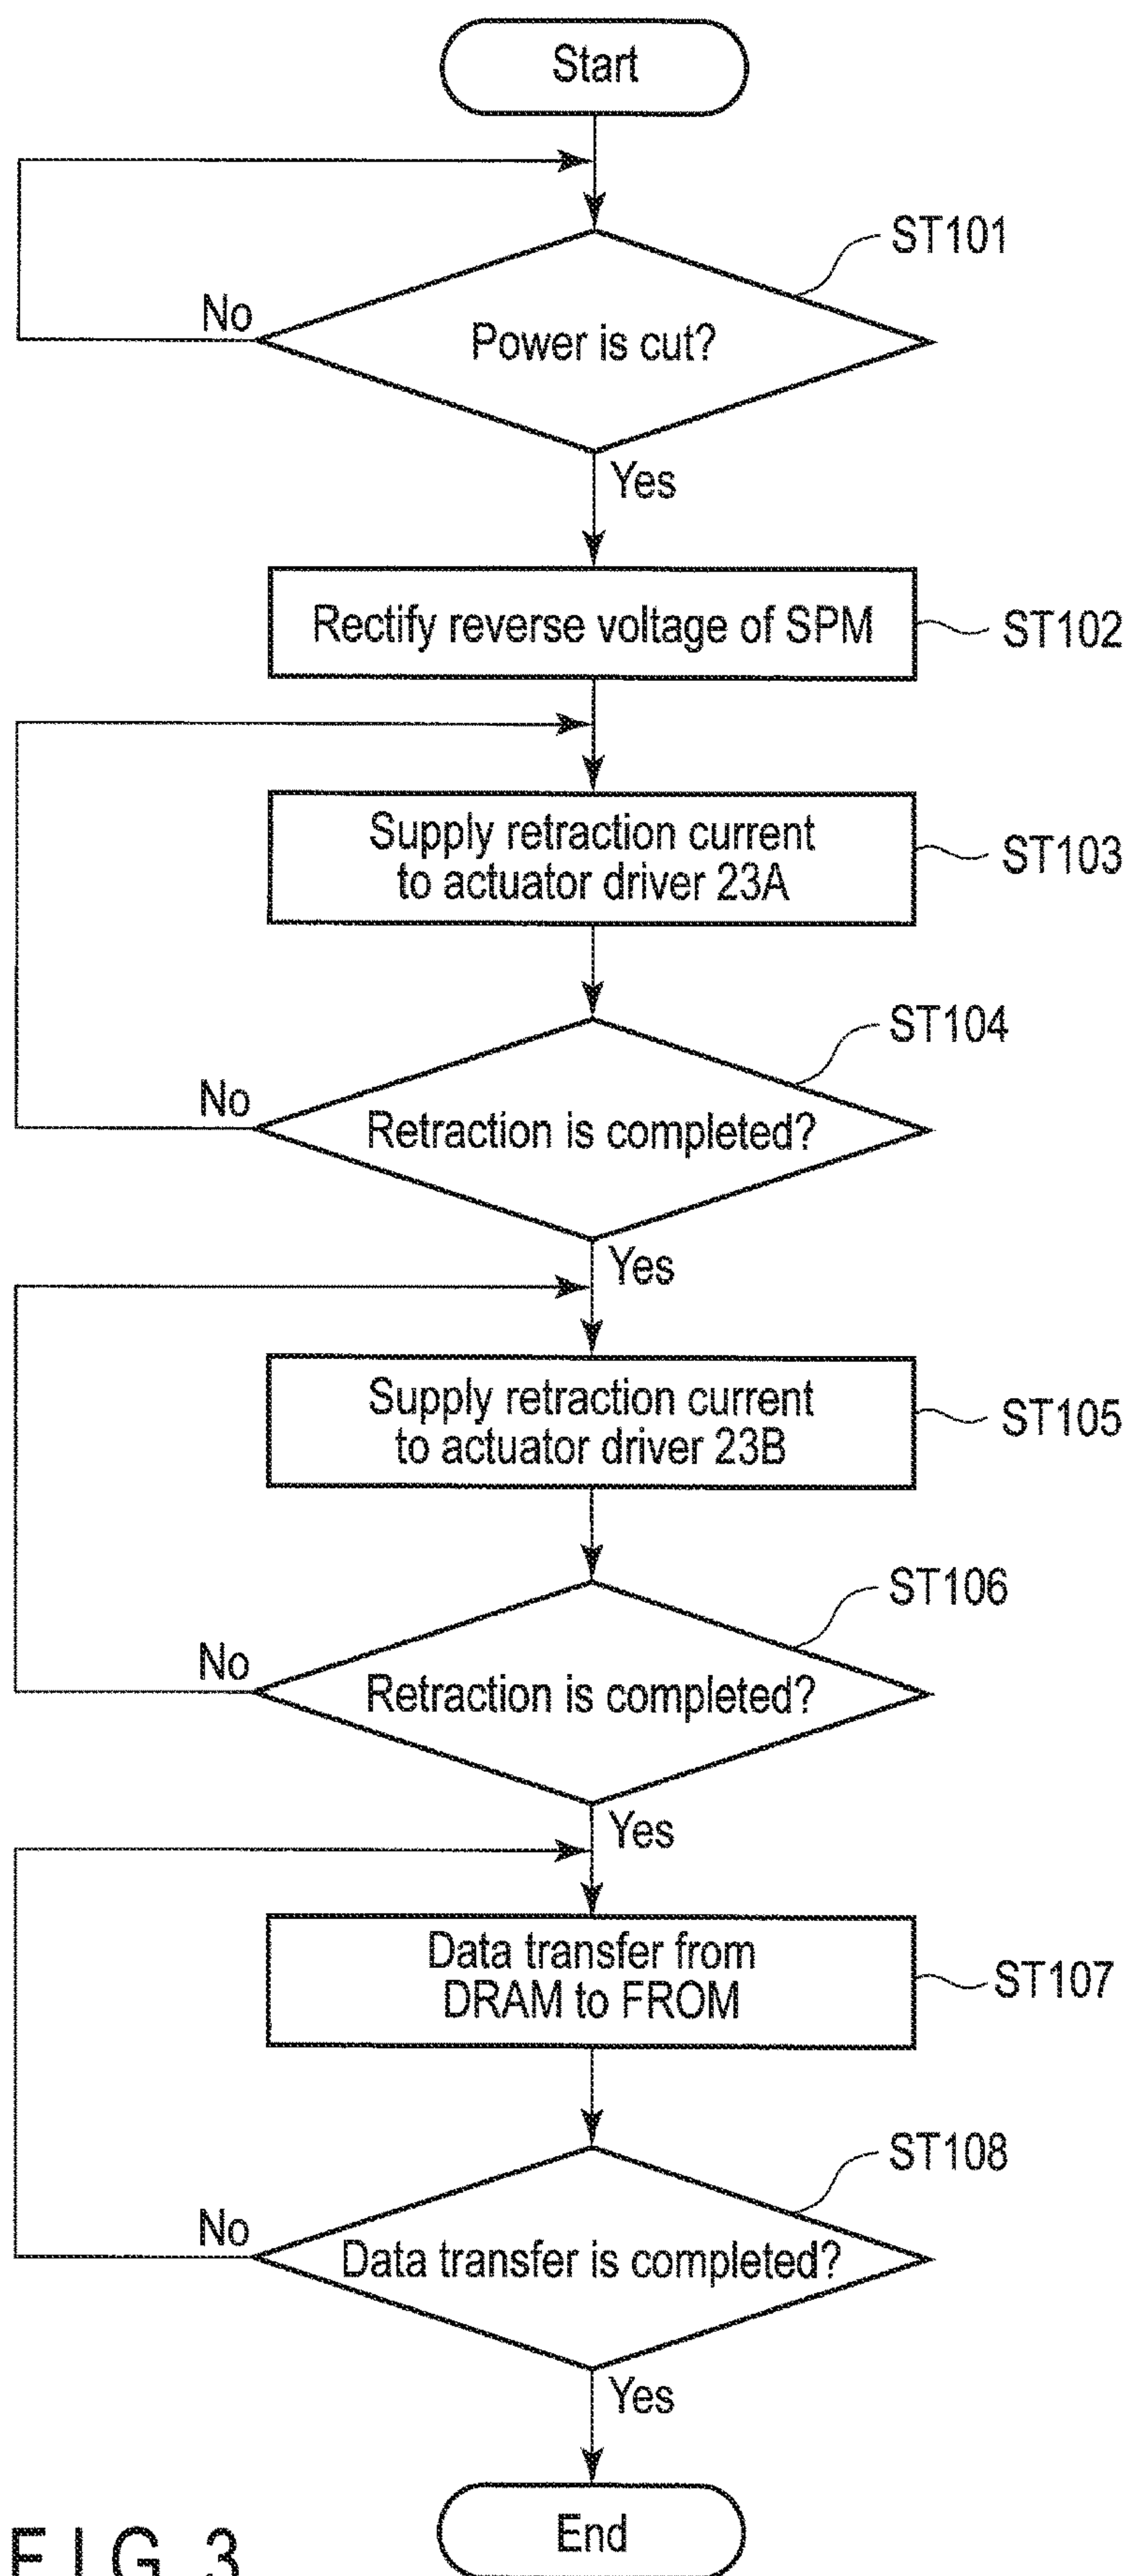 Start
ST101
No
Power is cut?
Yes
Rectify reverse voltage of SPM
ST102
Supply retraction current
to actuator driver 23A
ST103
ST104
No
Retraction is completed?
Yes
Supply retraction current
to actuator driver 23B
ST105
ST106
No
Retraction is completed?
Yes
Data transfer from
DRAM to FROM
ST107
ST108
No
Data transfer is completed?
Yes
End
FIG. 3